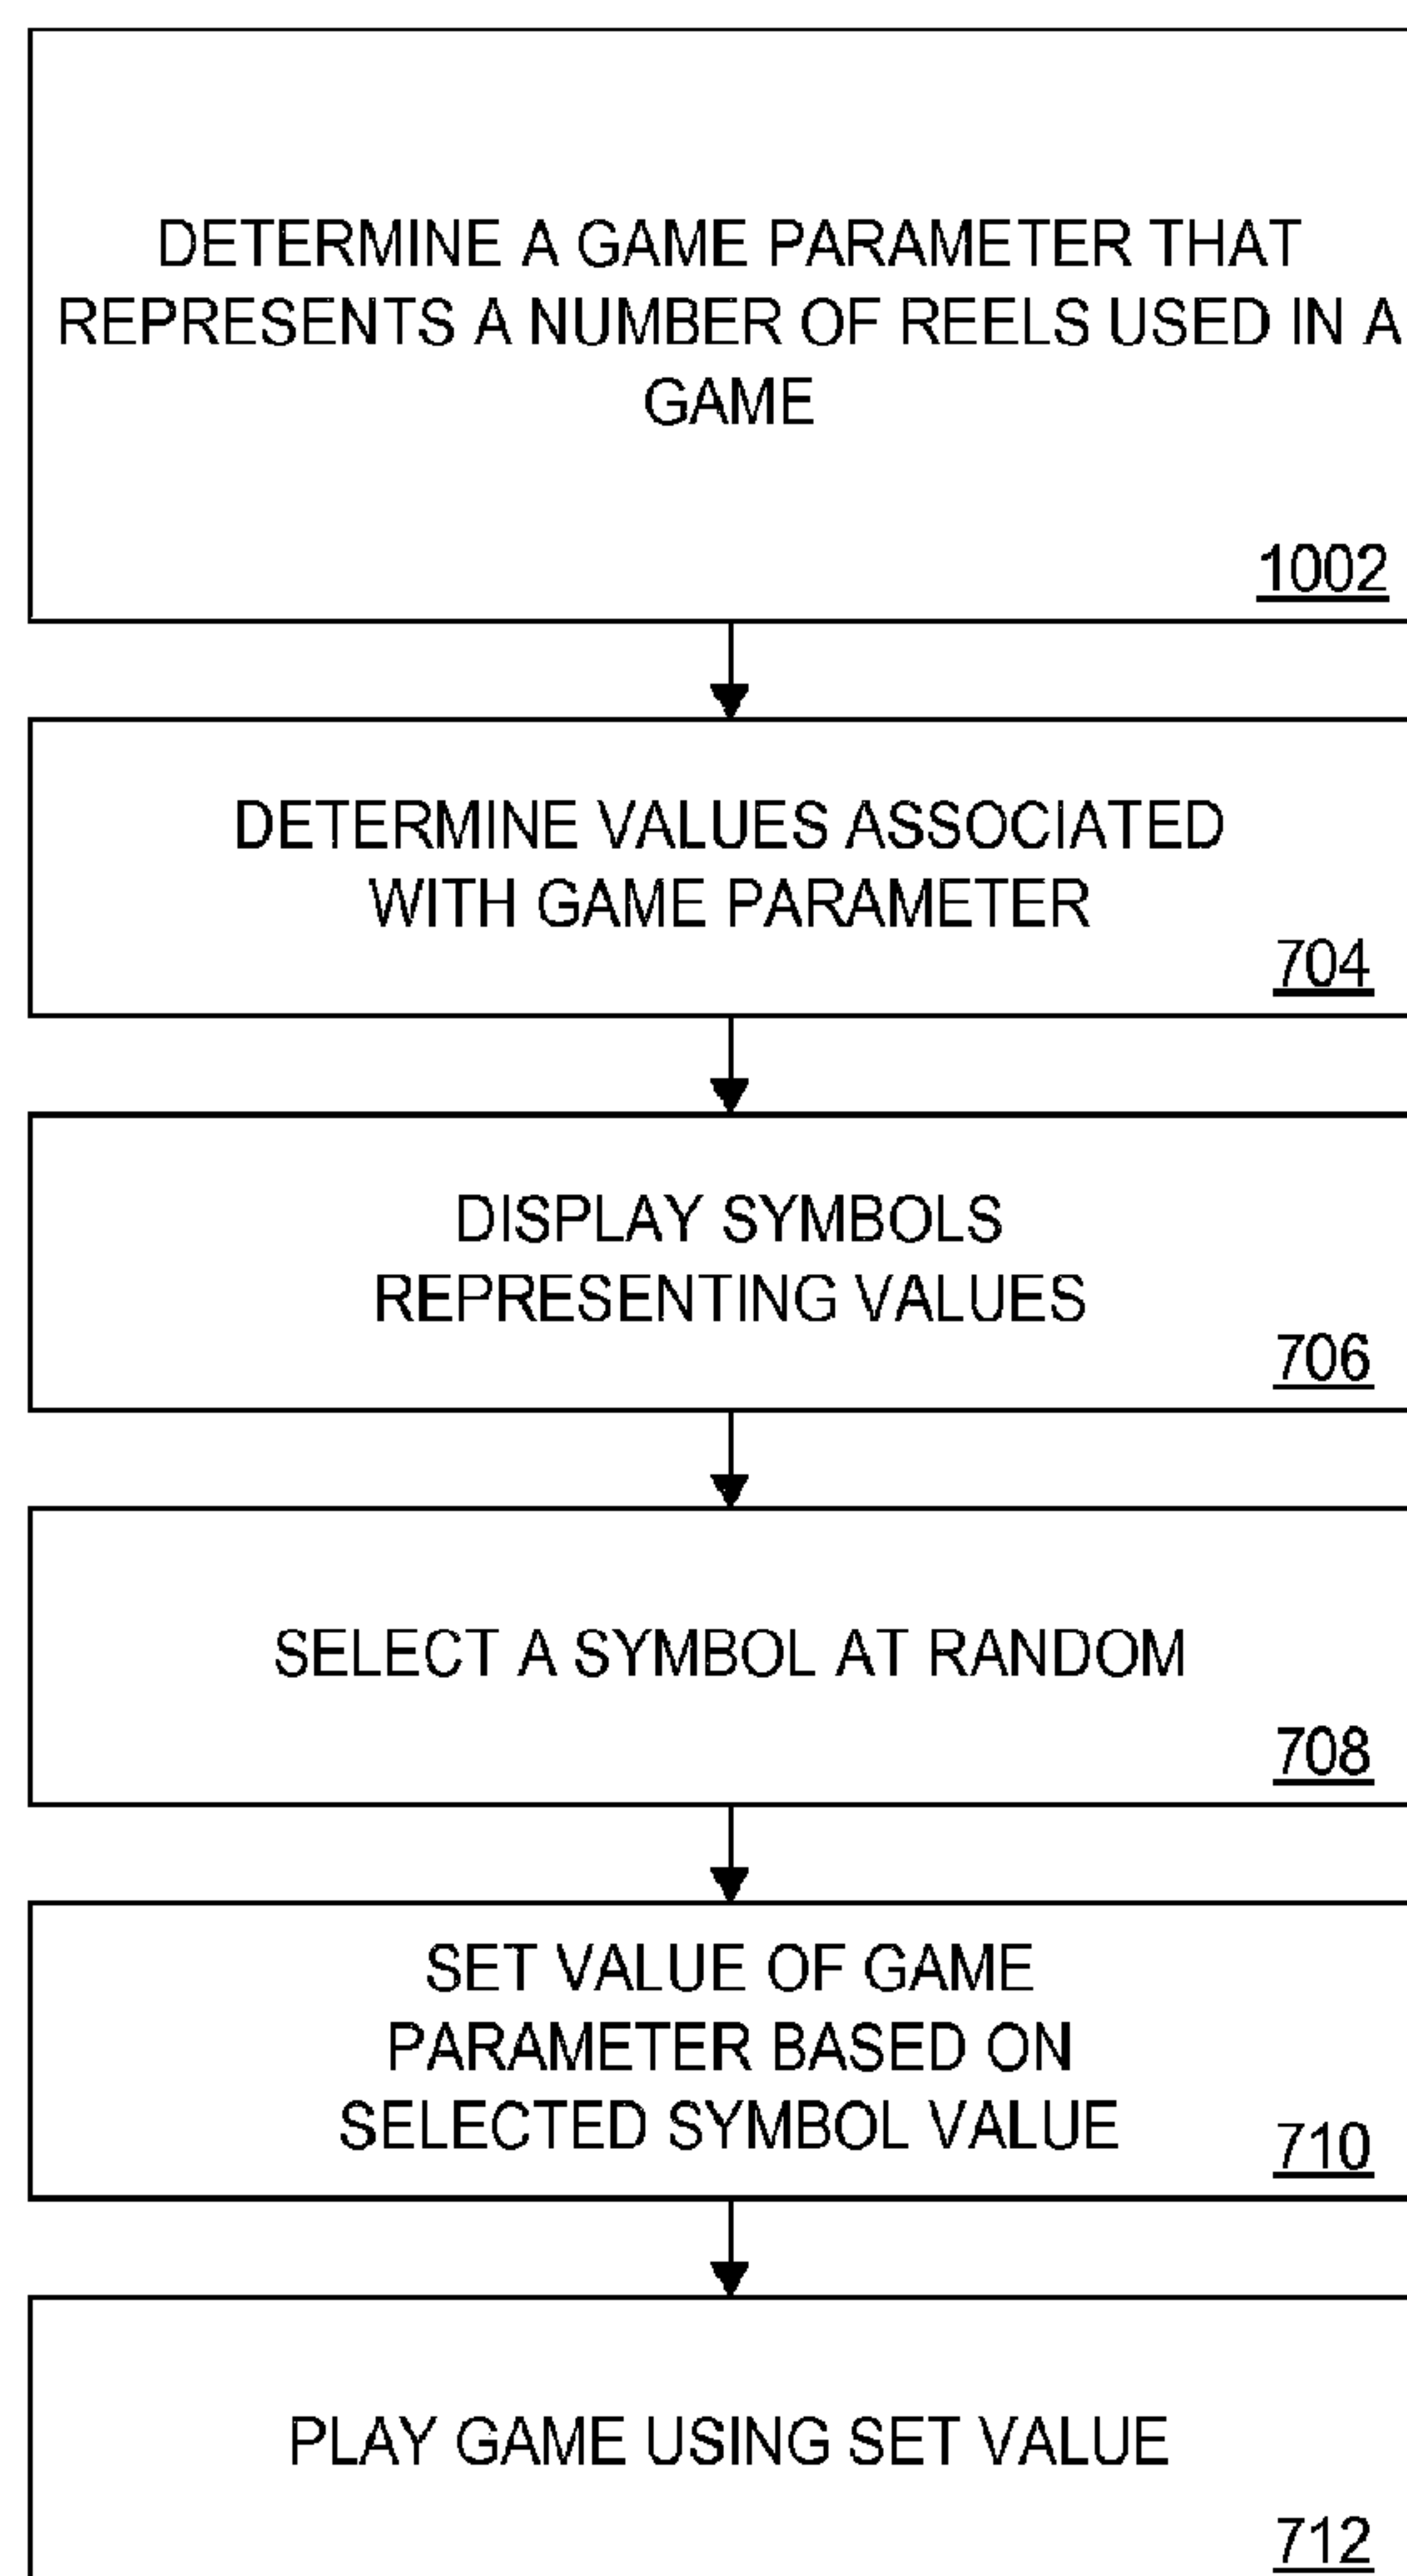 DETERMINE A GAME PARAMETER THAT
REPRESENTS A NUMBER OF REELS USED IN A
GAME
1002
DETERMINE VALUES ASSOCIATED
WITH GAME PARAMETER
704
DISPLAY SYMBOLS
REPRESENTING VALUES
706
SELECT A SYMBOL AT RANDOM
708
SET VALUE OF GAME
PARAMETER BASED ON
SELECTED SYMBOL VALUE
710
PLAY GAME USING SET VALUE
712